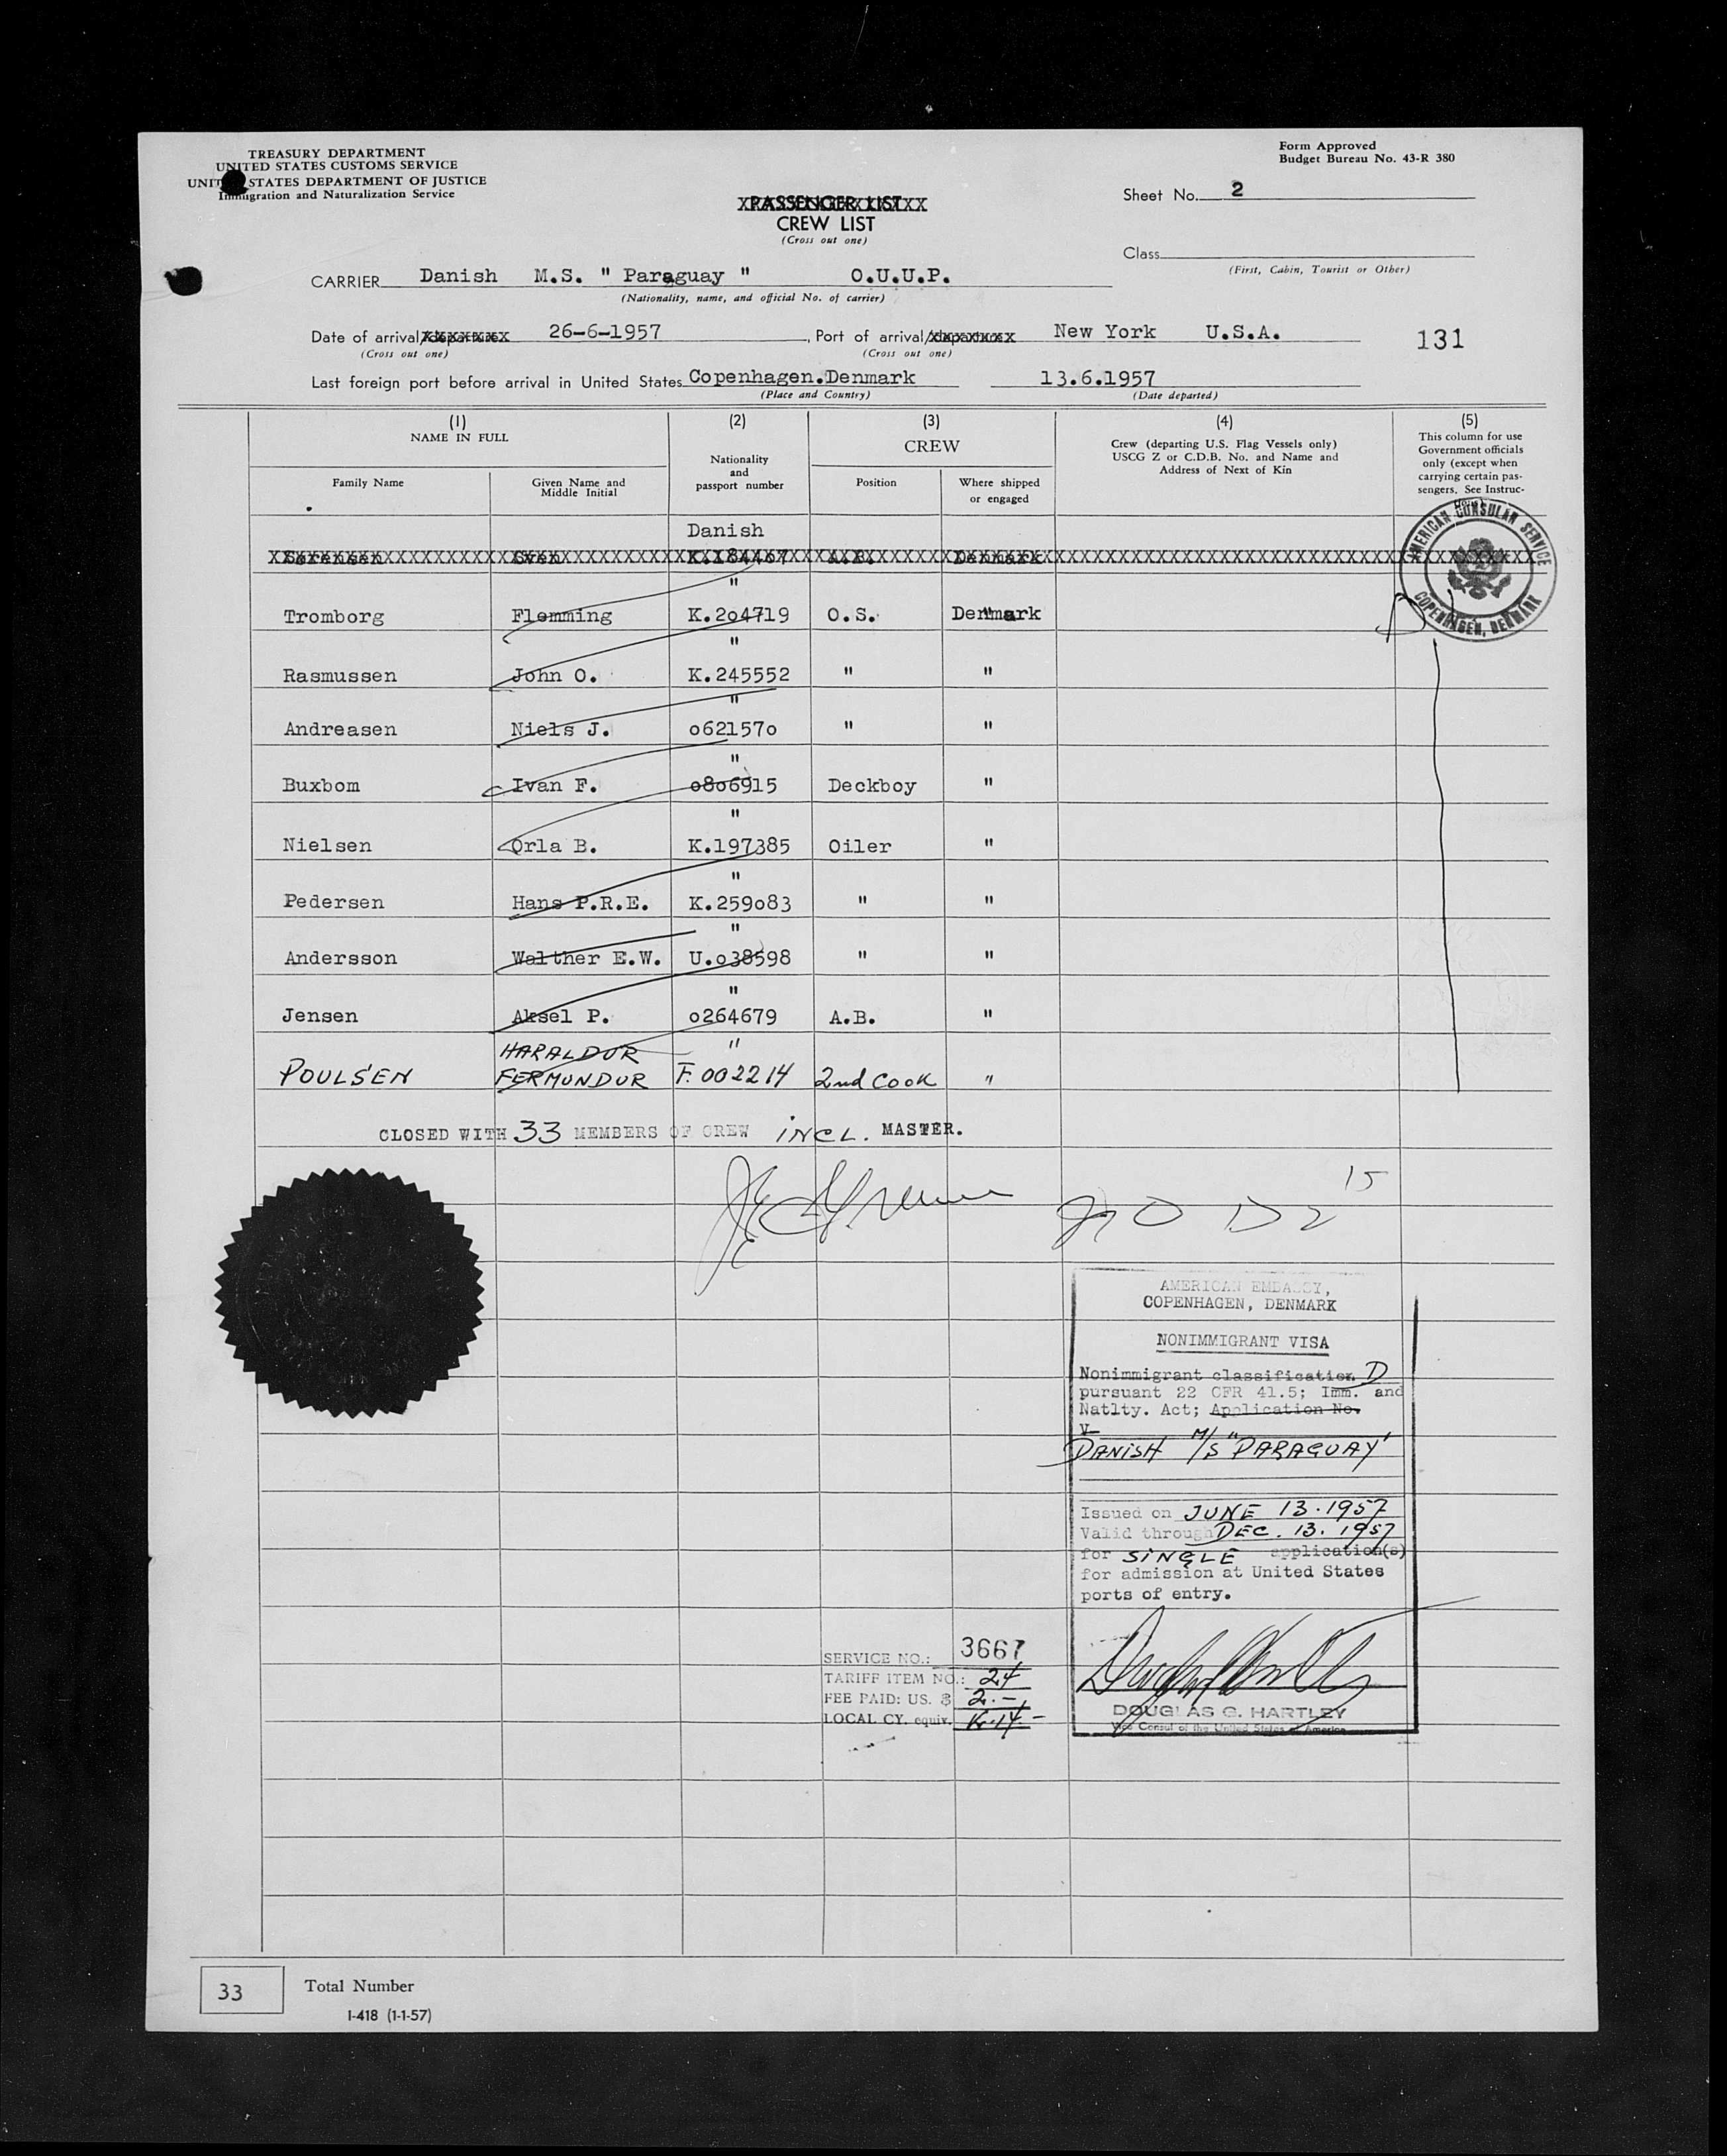 TREASURY DEPARTMENT
UNITED STATES CUSTOMS SERVICE
UNITED STATES DEPARTMENT OF JUSTICE
Immigration and Naturalization Service
Form Approved
Budget Bureau No. 43-R 380
Sheet No. 2
PASSENGER LIST
CREW LIST
(Cross out one)
Class
(First, Cabin, Tourist or Other)
CARRIER Danish M.S. " Paraguay " O.U.U.P.
(Nationality, name, and official No. of carrier)
Date of arrival/departure 26-6-1957, Port of arrival/departure New York U.S.A.
(Cross out one) (Cross out one)
131
Last foreign port before arrival in United States Copenhagen.Denmark 13.6.1957
(Place and Country) (Date departed)
(1) (2) (3) (4) (5)
NAME IN FULL
Family Name
Given Name and
Middle Initial
Nationality
and
passport number
CREW
Position
Where shipped
or engaged
Crew (departing U.S. Flag Vessels only)
USCG Z or C.D.B. No. and Name and
Address of Next of Kin
This column for use
Government officials
only (except when
carrying certain pas-
sengers. See Instruc-
AMERICAN CONSULAR SERVICE
COPENHAGEN, DENMARK
Danish
Sørensen Sven K.184467 A.B. Denmark
"
Tromborg Flemming K.2o4719 O.S. Denmark
"
Rasmussen John O. K.245552 " "
"
Andreasen Niels J. o62157o " "
"
Buxbom Ivan F. o8o6915 Deckboy "
"
Nielsen Orla B. K.197385 Oiler "
"
Pedersen Hans P.R.E. K.259o83 " "
"
Andersson Walther E.W. U.o38598 " "
"
Jensen Aksel P. o264679 A.B. "
HARALDUR "
POULSEN FERMUNDUR F.002214 2nd COOK "
CLOSED WITH 33 MEMBERS OF CREW INCL. MASTER.
15
AMERICAN EMBASSY,
COPENHAGEN, DENMARK
NONIMMIGRANT VISA
Nonimmigrant classification D
pursuant 22 CFR 41.5; Imm. and
Natlty. Act; Application No.
V
DANISH M/S "PARAGUAY"
Issued on JUNE 13.1957
Valid through DEC. 13. 1957
for SINGLE application(s)
for admission at United States
ports of entry.
DOUGLAS G. HARTLEY
Vice Consul of the United States of America
SERVICE NO.: 3667
TARIFF ITEM NO.: 24
FEE PAID: US. $ 2.-
LOCAL CY. equiv. Kr.14.-
33 Total Number
I-418 (1-1-57)